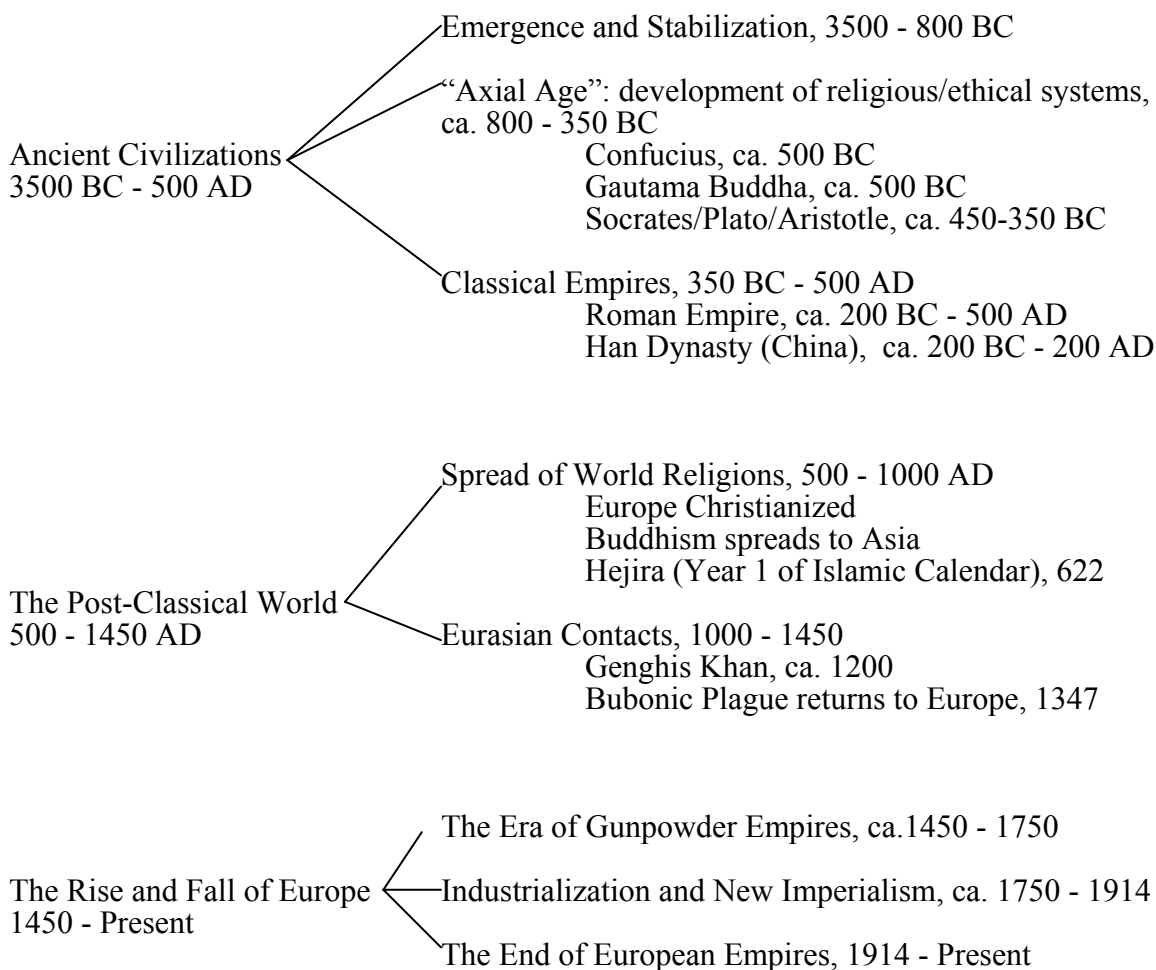 Emergence and Stabilization, 3500 - 800 BC
“Axial Age”: development of religious/ethical systems,
ca. 800 - 350 BC
Ancient Civilizations
3500 BC - 500 AD
Confucius, ca. 500 BC
Gautama Buddha, ca. 500 BC
Socrates/Plato/Aristotle, ca. 450-350 BC
Classical Empires, 350 BC - 500 AD
Roman Empire, ca. 200 BC - 500 AD
Han Dynasty (China), ca. 200 BC - 200 AD
Spread of World Religions, 500 - 1000 AD
Europe Christianized
Buddhism spreads to Asia
Hejira (Year 1 of Islamic Calendar), 622
The Post-Classical World
500 - 1450 AD
Eurasian Contacts, 1000 - 1450
Genghis Khan, ca. 1200
Bubonic Plague returns to Europe, 1347
The Era of Gunpowder Empires, ca.1450 - 1750
The Rise and Fall of Europe
1450 - Present
Industrialization and New Imperialism, ca. 1750 - 1914
The End of European Empires, 1914 - Present